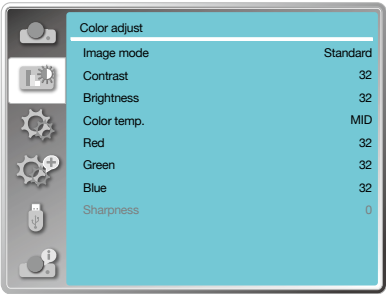 Color adjust
Image mode Standard
Contrast 32
Brightness 32
Color temp. MID
Red 32
Green 32
Blue 32
Sharpness 0